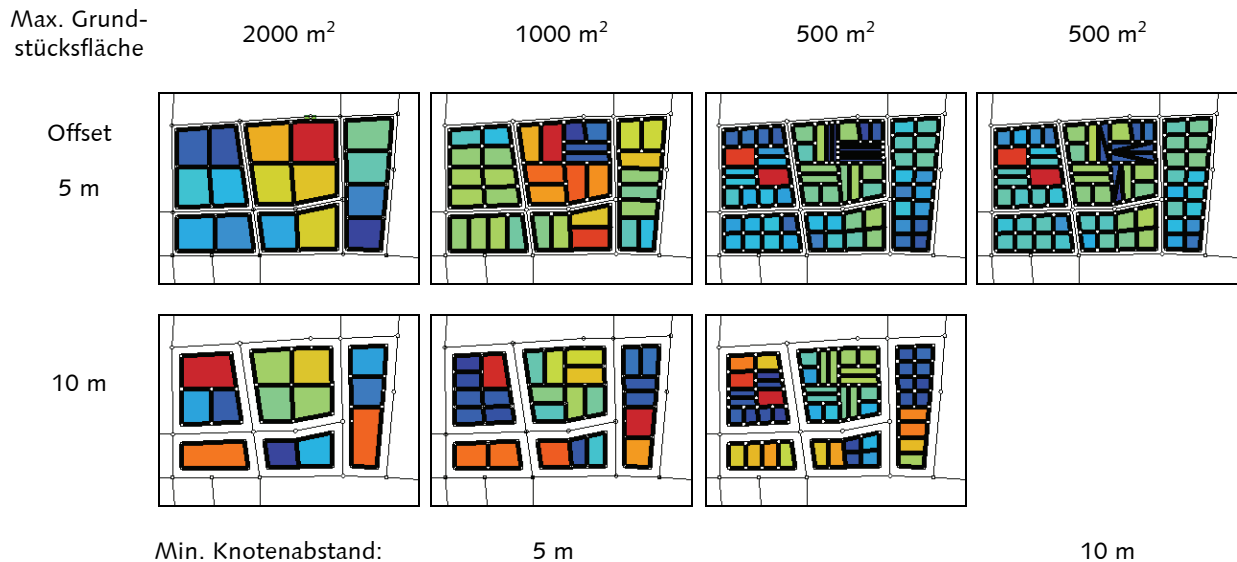 Max. Grund-
stücksfläche
2000 m² 1000 m² 500 m² 500 m²
Offset
5 m
10 m
Min. Knotenabstand: 5 m 10 m